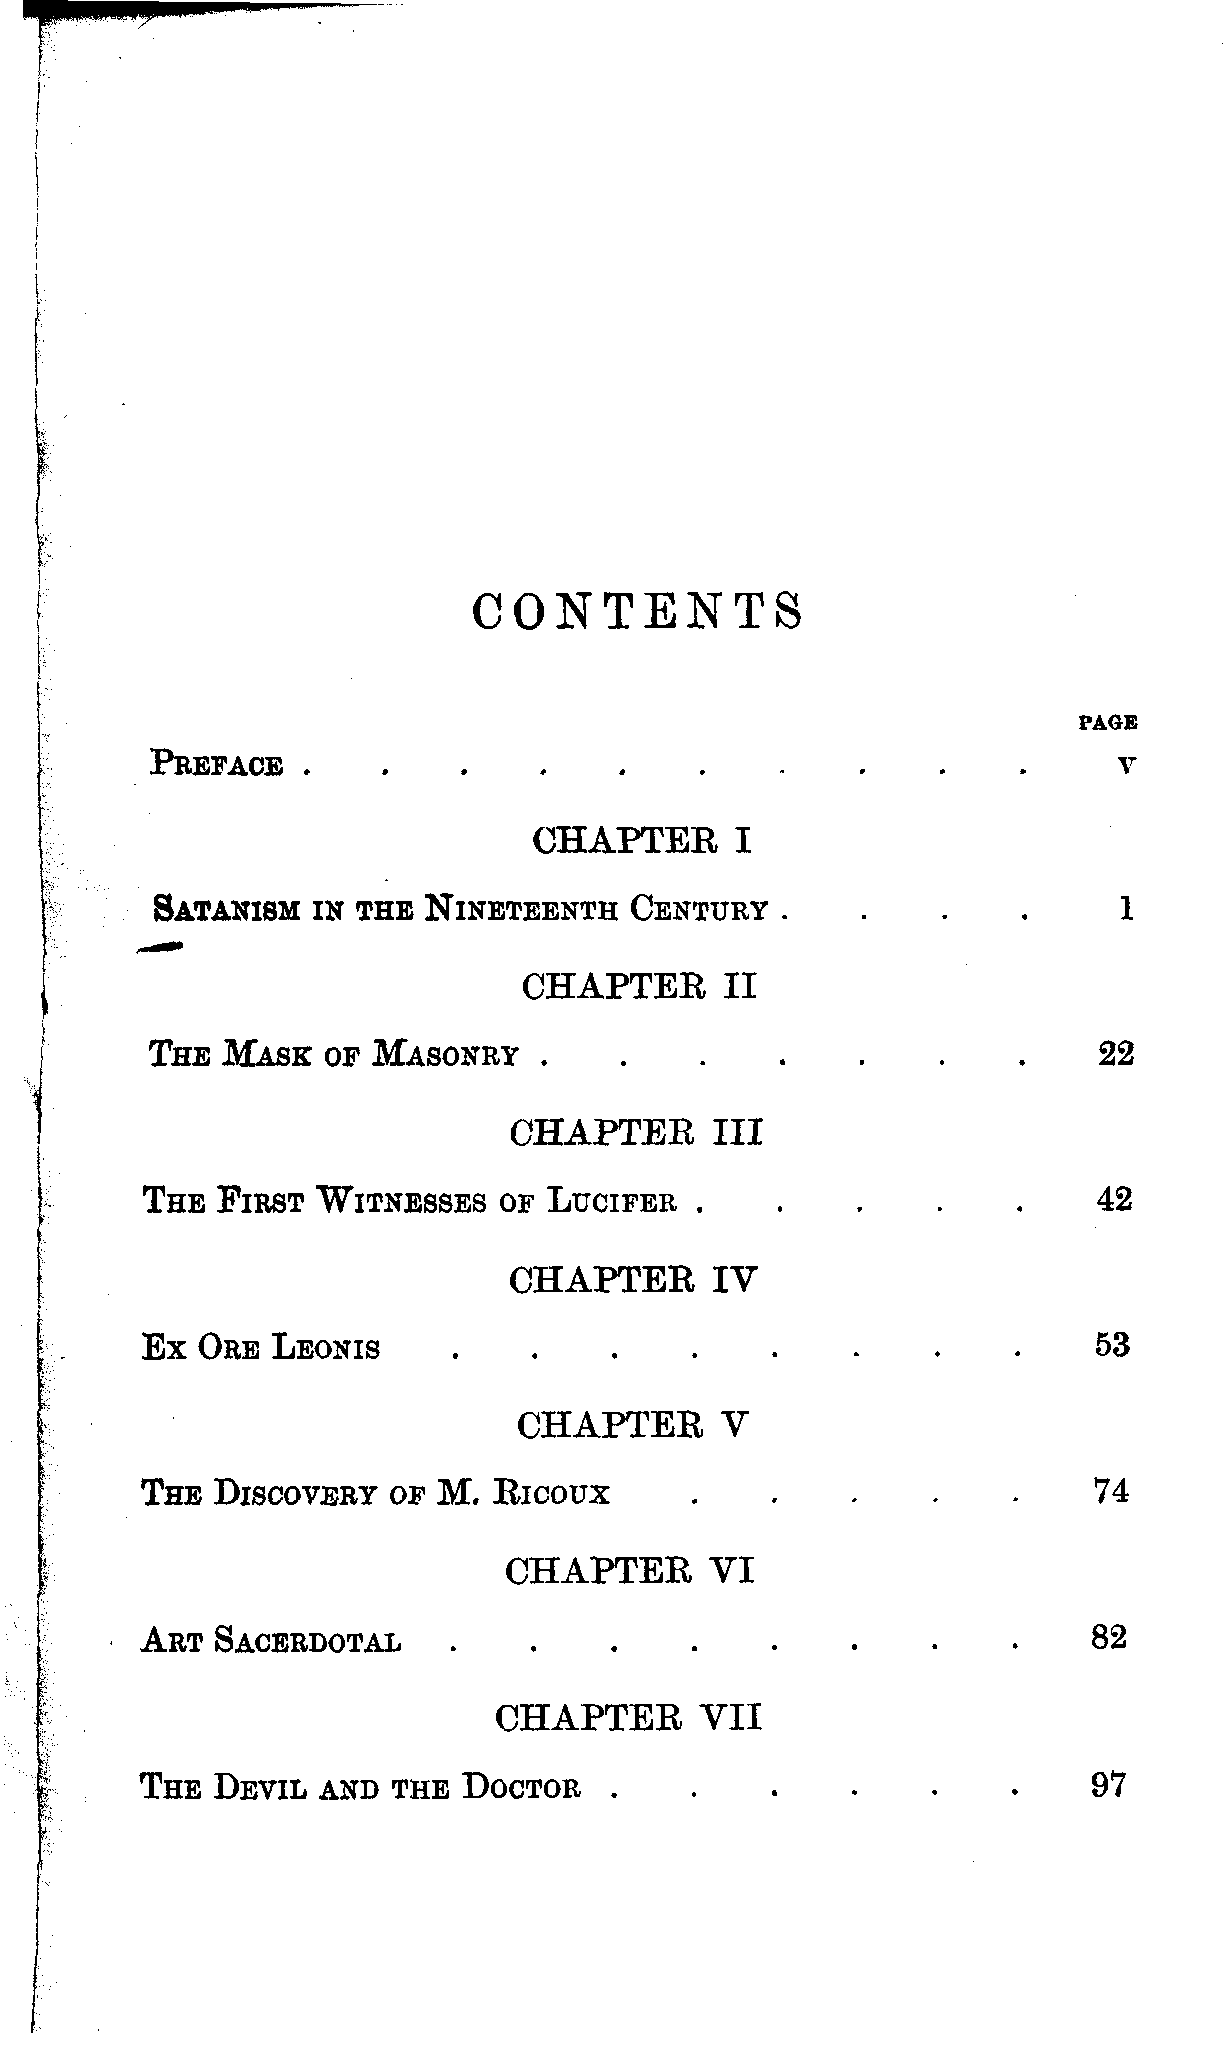 CONTENTS
PAGE
PREFACE . . . . . . . . . . V
CHAPTER I
SATANISM IN THE NINETEENTH CENTURY . . . . 1
CHAPTER II
THE MASK OF MASONRY . . . . . . . 22
CHAPTER III
THE FIRST WITNESSES OF LUCIFER . . . . . 42
CHAPTER IV
EX ORE LEONIS . . . . . . . . 53
CHAPTER V
THE DISCOVERY OF M. RICOUX . . . . . 74
CHAPTER VI
ART SACERDOTAL . . . . . . . . 82
CHAPTER VII
THE DEVIL AND THE DOCTOR . . . . . . 97